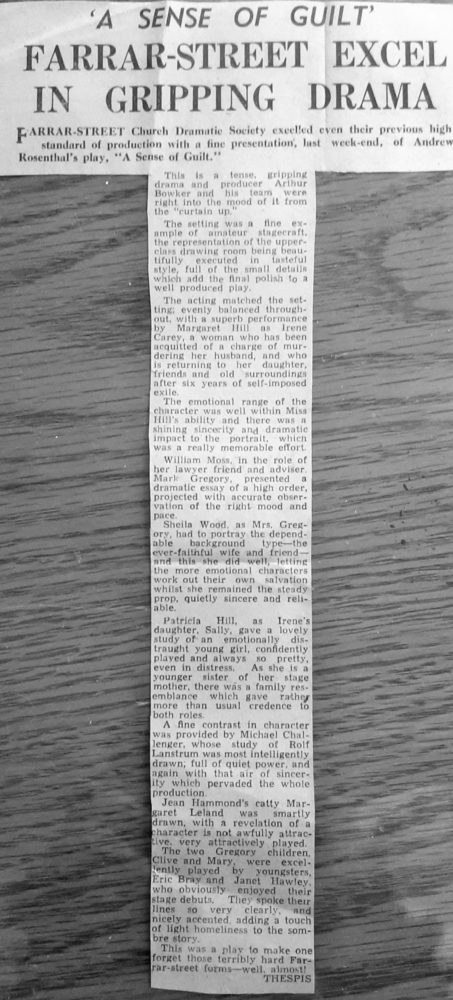 'A SENSE OF GUILT'
FARRAR-STREET EXCEL
IN GRIPPING DRAMA
FARRAR-STREET Church Dramatic Society excelled even their previous high
standard of production with a fine presentation, last week-end, of Andrew
Rosenthal's play, "A Sense of Guilt."
This is a tense, gripping
drama and producer Arthur
Bowker and his team were
right into the mood of it from
the "curtain up."
The setting was a fine ex-
ample of amateur stagecraft,
the representation of the upper-
class drawing room being beau-
tifully executed in tasteful
style, full of the small details
which add the final polish to a
well produced play.
The acting matched the set-
ting; evenly balanced through-
out, with a superb performance
by Margaret Hill as Irene
Carey, a woman who has been
acquitted of a charge of mur-
dering her husband, and who
is returning to her daughter,
friends and old surroundings
after six years of self-imposed
exile.
The emotional range of the
character was well within Miss
Hill's ability and there was a
shining sincerity and dramatic
impact to the portrait, which
was a really memorable effort.
William Moss, in the role of
her lawyer friend and adviser,
Mark Gregory, presented a
dramatic essay of a high order,
projected with accurate obser-
vation of the right mood and
pace.
Sheila Wood, as Mrs. Greg-
ory, had to portray the depend-
able background type—the
ever-faithful wife and friend—
and this she did well, letting
the more emotional characters
work out their own salvation
whilst she remained the steady
prop, quietly sincere and reli-
able.
Patricia Hill, as Irene's
daughter, Sally, gave a lovely
study of an emotionally dis-
traught young girl, confidently
played and always so pretty,
even in distress. As she is a
younger sister of her stage
mother, there was a family res-
emblance which gave rather
more than usual credence to
both roles.
A fine contrast in character
was provided by Michael Chal-
lenger, whose study of Rolf
Lanstrum was most intelligently
drawn; full of quiet power, and
again with that air of sincer-
ity which pervaded the whole
production.
Jean Hammond's catty Mar-
garet Leland was smartly
drawn, with a revelation of a
character is not awfully attrac-
tive, very attractively played.
The two Gregory children,
Clive and Mary, were excel-
lently played by youngsters,
Eric Bray and Janet Hawley,
who obviously enjoyed their
stage debuts. They spoke their
lines so very clearly, and
nicely accented, adding a touch
of light homeliness to the som-
bre story.
This was a play to make one
forget those terribly hard Far-
rar-street forms—well, almost!
THESPIS